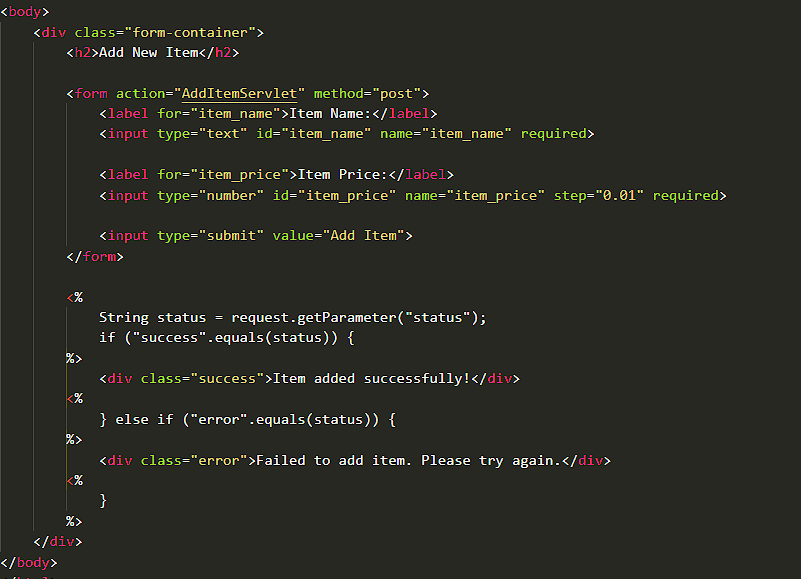 <body>
<div class="form-container">
<h2>Add New Item</h2>
<form action="AddItemServlet" method="post">
<label for="item_name">Item Name:</label>
<input type="text" id="item_name" name="item_name" required>
<label for="item_price">Item Price:</label>
<input type="number" id="item_price" name="item_price" step="0.01" required>
<input type="submit" value="Add Item">
</form>
<%
String status = request.getParameter("status");
if ("success".equals(status)) {
%>
<div class="success">Item added successfully!</div>
<%
} else if ("error".equals(status)) {
%>
<div class="error">Failed to add item. Please try again.</div>
<%
}
%>
</div>
</body>